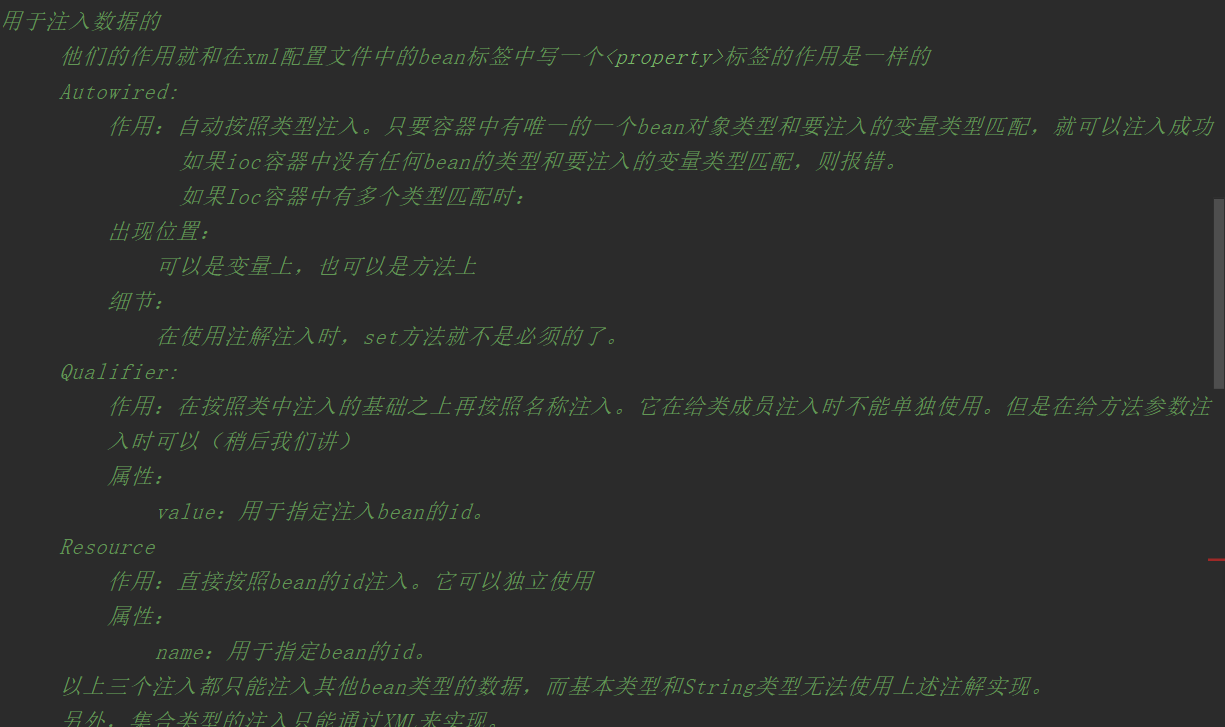 用于注入数据的
他们的作用就和在xml配置文件中的bean标签中写一个<property>标签的作用是一样的
Autowired:
作用：自动按照类型注入。只要容器中有唯一的一个bean对象类型和要注入的变量类型匹配，就可以注入成功
如果ioc容器中没有任何bean的类型和要注入的变量类型匹配，则报错。
如果Ioc容器中有多个类型匹配时：
出现位置：
可以是变量上，也可以是方法上
细节：
在使用注解注入时，set方法就不是必须的了。
Qualifier:
作用：在按照类中注入的基础之上再按照名称注入。它在给类成员注入时不能单独使用。但是在给方法参数注
入时可以（稍后我们讲）
属性：
value：用于指定注入bean的id。
Resource
作用：直接按照bean的id注入。它可以独立使用
属性：
name：用于指定bean的id。
以上三个注入都只能注入其他bean类型的数据，而基本类型和String类型无法使用上述注解实现。
另外，集合类型的注入只能通过XML来实现。